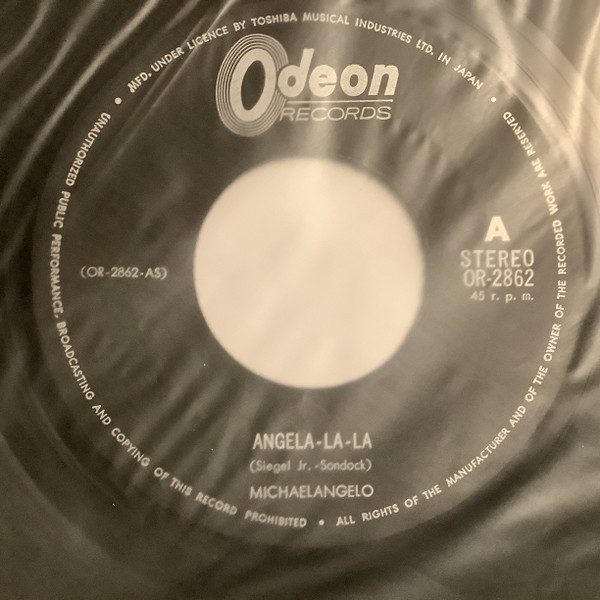 MFD. UNDER LICENCE BY TOSHIBA MUSICAL INDUSTRIES LTD. IN JAPAN •
Odeon
RECORDS
A
STEREO
OR-2862
45 r. p. m.
(OR-2862-AS)
ANGELA-LA-LA
(Siegel Jr. -Sondock)
MICHAELANGELO
UNAUTHORIZED PUBLIC PERFORMANCE, BROADCASTING AND COPYING OF THIS RECORD PROHIBITED • ALL RIGHTS OF THE MANUFACTURER AND OF THE OWNER OF THE RECORDED WORK ARE RESERVED